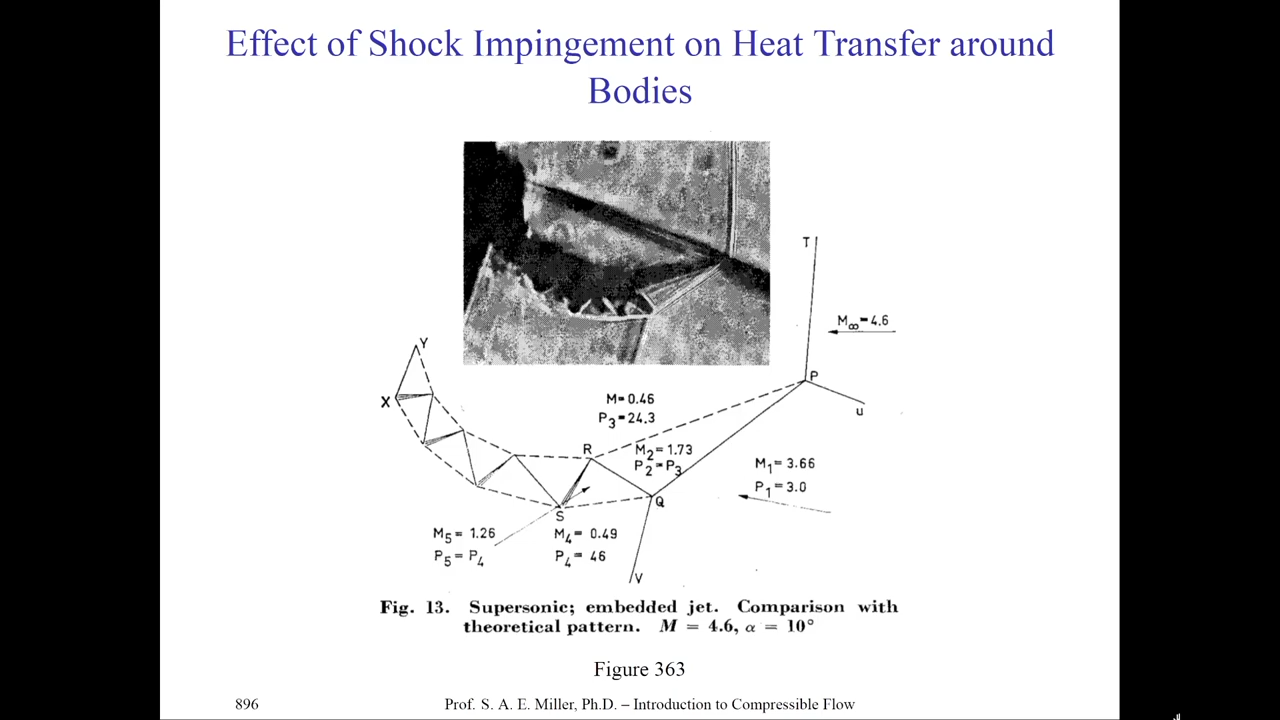 Effect of Shock Impingement on Heat Transfer around
Bodies
T
M∞=4.6
P
u
Y
X
M=0.46
P3=24.3
R
M2=1.73
P2=P3
M1=3.66
P1=3.0
Q
S
M5=1.26
P5=P4
M4=0.49
P4=46
V
Fig. 13. Supersonic; embedded jet. Comparison with
theoretical pattern. M = 4.6, α = 10°
Figure 363
896
Prof. S. A. E. Miller, Ph.D. – Introduction to Compressible Flow